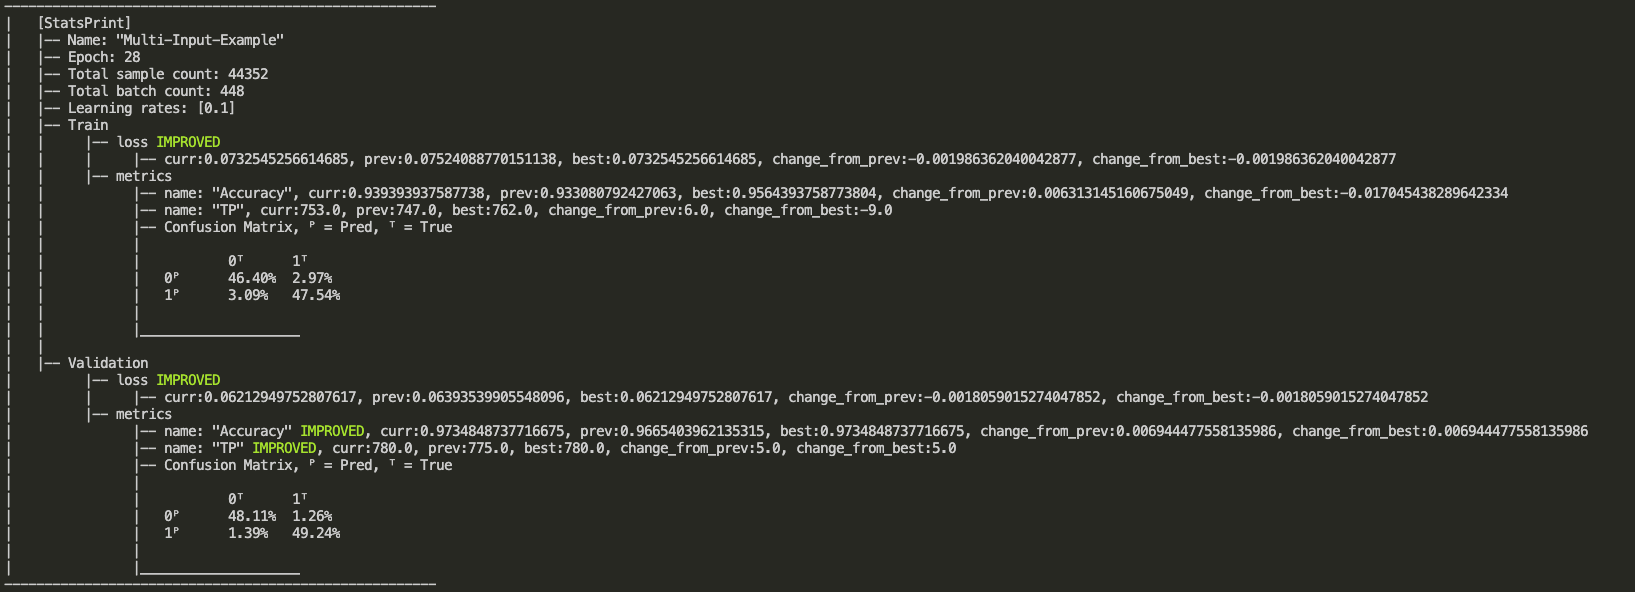 [StatsPrint]
|-- Name: "Multi-Input-Example"
|-- Epoch: 28
|-- Total sample count: 44352
|-- Total batch count: 448
|-- Learning rates: [0.1]
|-- Train
|-- loss IMPROVED
|-- curr:0.0732545256614685, prev:0.07524088770151138, best:0.0732545256614685, change_from_prev:-0.001986362040042877, change_from_best:-0.001986362040042877
|-- metrics
|-- name: "Accuracy", curr:0.939393937587738, prev:0.933080792427063, best:0.9564393758773804, change_from_prev:0.006313145160675049, change_from_best:-0.017045438289642334
|-- name: "TP", curr:753.0, prev:747.0, best:762.0, change_from_prev:6.0, change_from_best:-9.0
|-- Confusion Matrix, ᴾ = Pred, ᵀ = True
0ᵀ 1ᵀ
0ᴾ 46.40% 2.97%
1ᴾ 3.09% 47.54%
|-- Validation
|-- loss IMPROVED
|-- curr:0.06212949752807617, prev:0.06393539905548096, best:0.06212949752807617, change_from_prev:-0.0018059015274047852, change_from_best:-0.0018059015274047852
|-- metrics
|-- name: "Accuracy" IMPROVED, curr:0.9734848737716675, prev:0.9665403962135315, best:0.9734848737716675, change_from_prev:0.006944477558135986, change_from_best:0.006944477558135986
|-- name: "TP" IMPROVED, curr:780.0, prev:775.0, best:780.0, change_from_prev:5.0, change_from_best:5.0
|-- Confusion Matrix, ᴾ = Pred, ᵀ = True
0ᵀ 1ᵀ
0ᴾ 48.11% 1.26%
1ᴾ 1.39% 49.24%